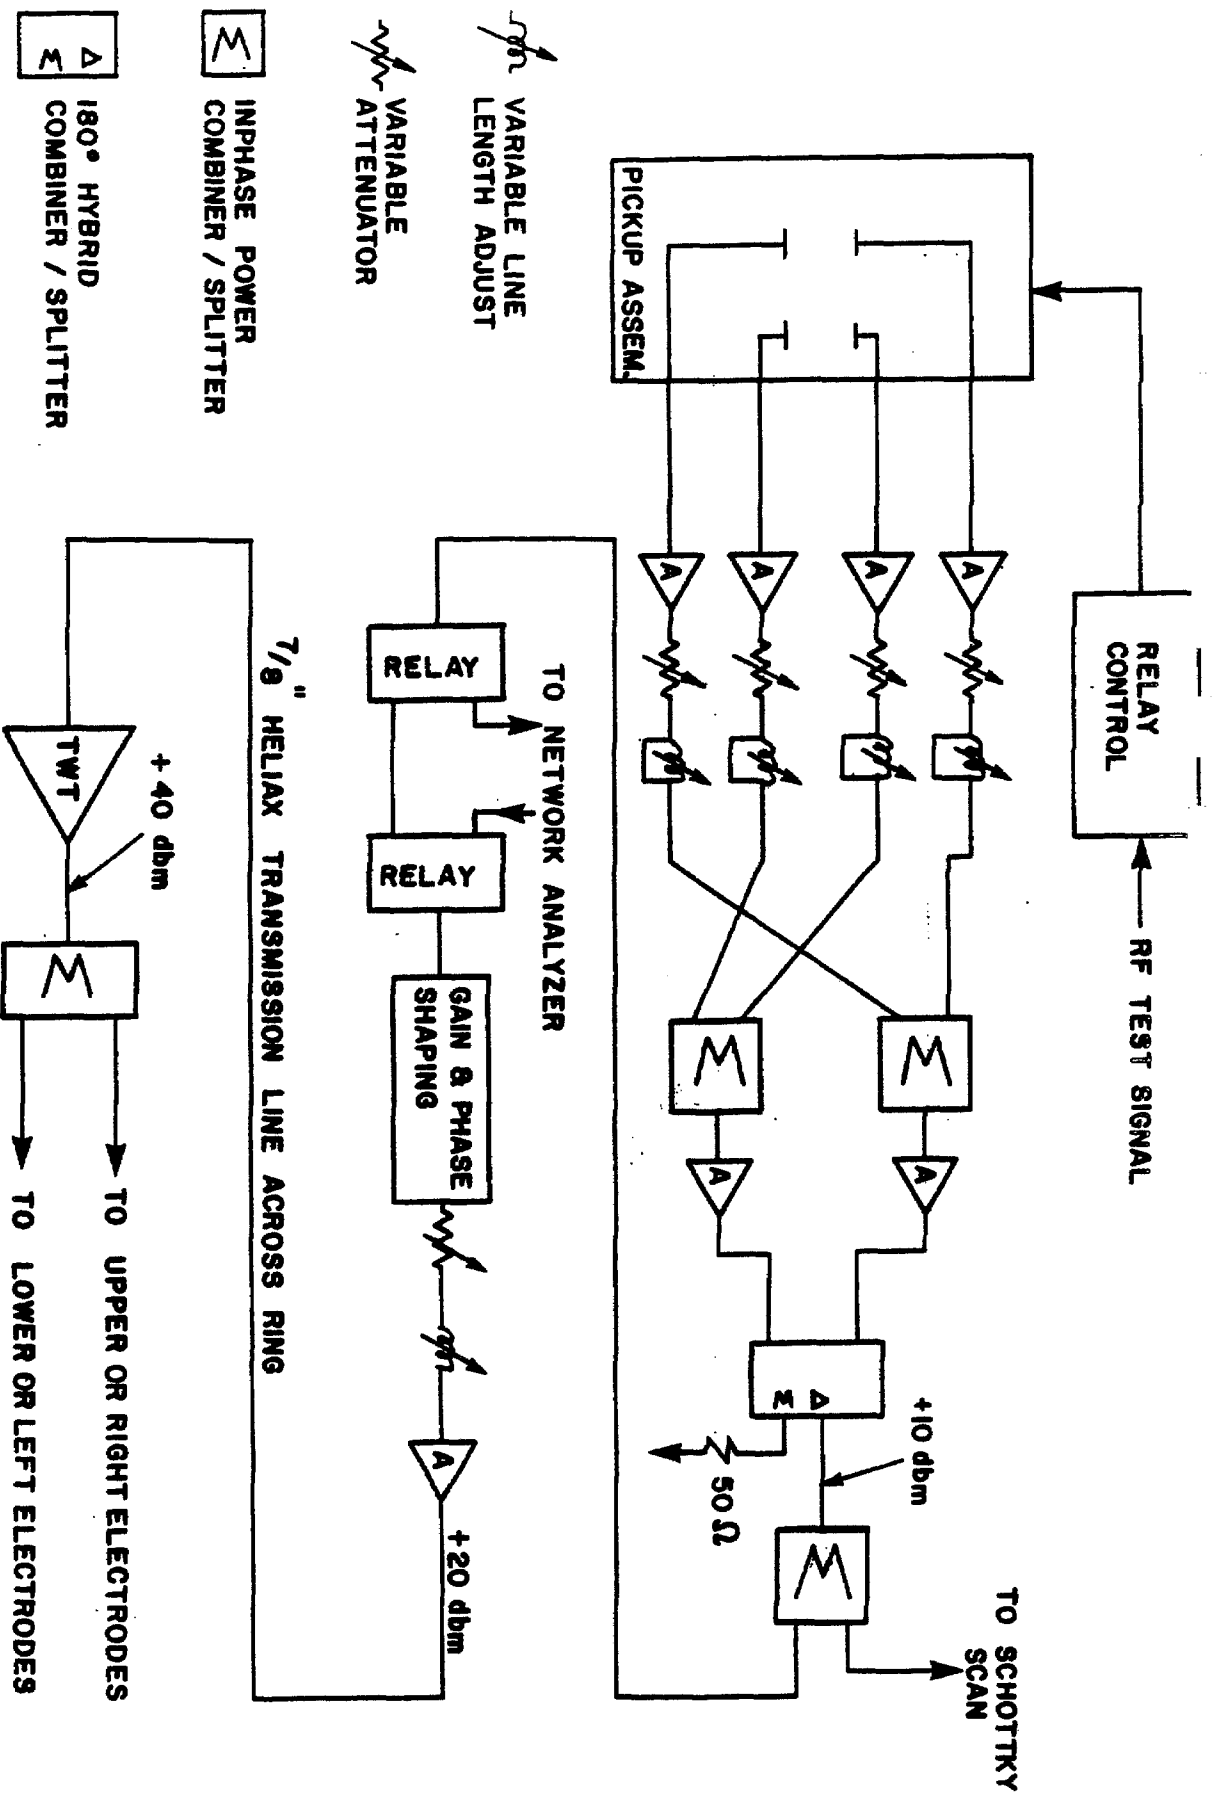 RELAY
CONTROL
RF TEST SIGNAL
TO SCHOTTKY
SCAN
PICKUP ASSEM.
A
A
A
A
Σ
Σ
A
A
Δ
Σ
+10 dbm
50 Ω
Σ
VARIABLE LINE
LENGTH ADJUST
VARIABLE
ATTENUATOR
INPHASE POWER
COMBINER / SPLITTER
Σ
180° HYBRID
COMBINER / SPLITTER
Δ
Σ
TO NETWORK ANALYZER
RELAY
RELAY
GAIN & PHASE
SHAPING
A
+20 dbm
7/8" HELIAX TRANSMISSION LINE ACROSS RING
TWT
+40 dbm
Σ
TO UPPER OR RIGHT ELECTRODES
TO LOWER OR LEFT ELECTRODES